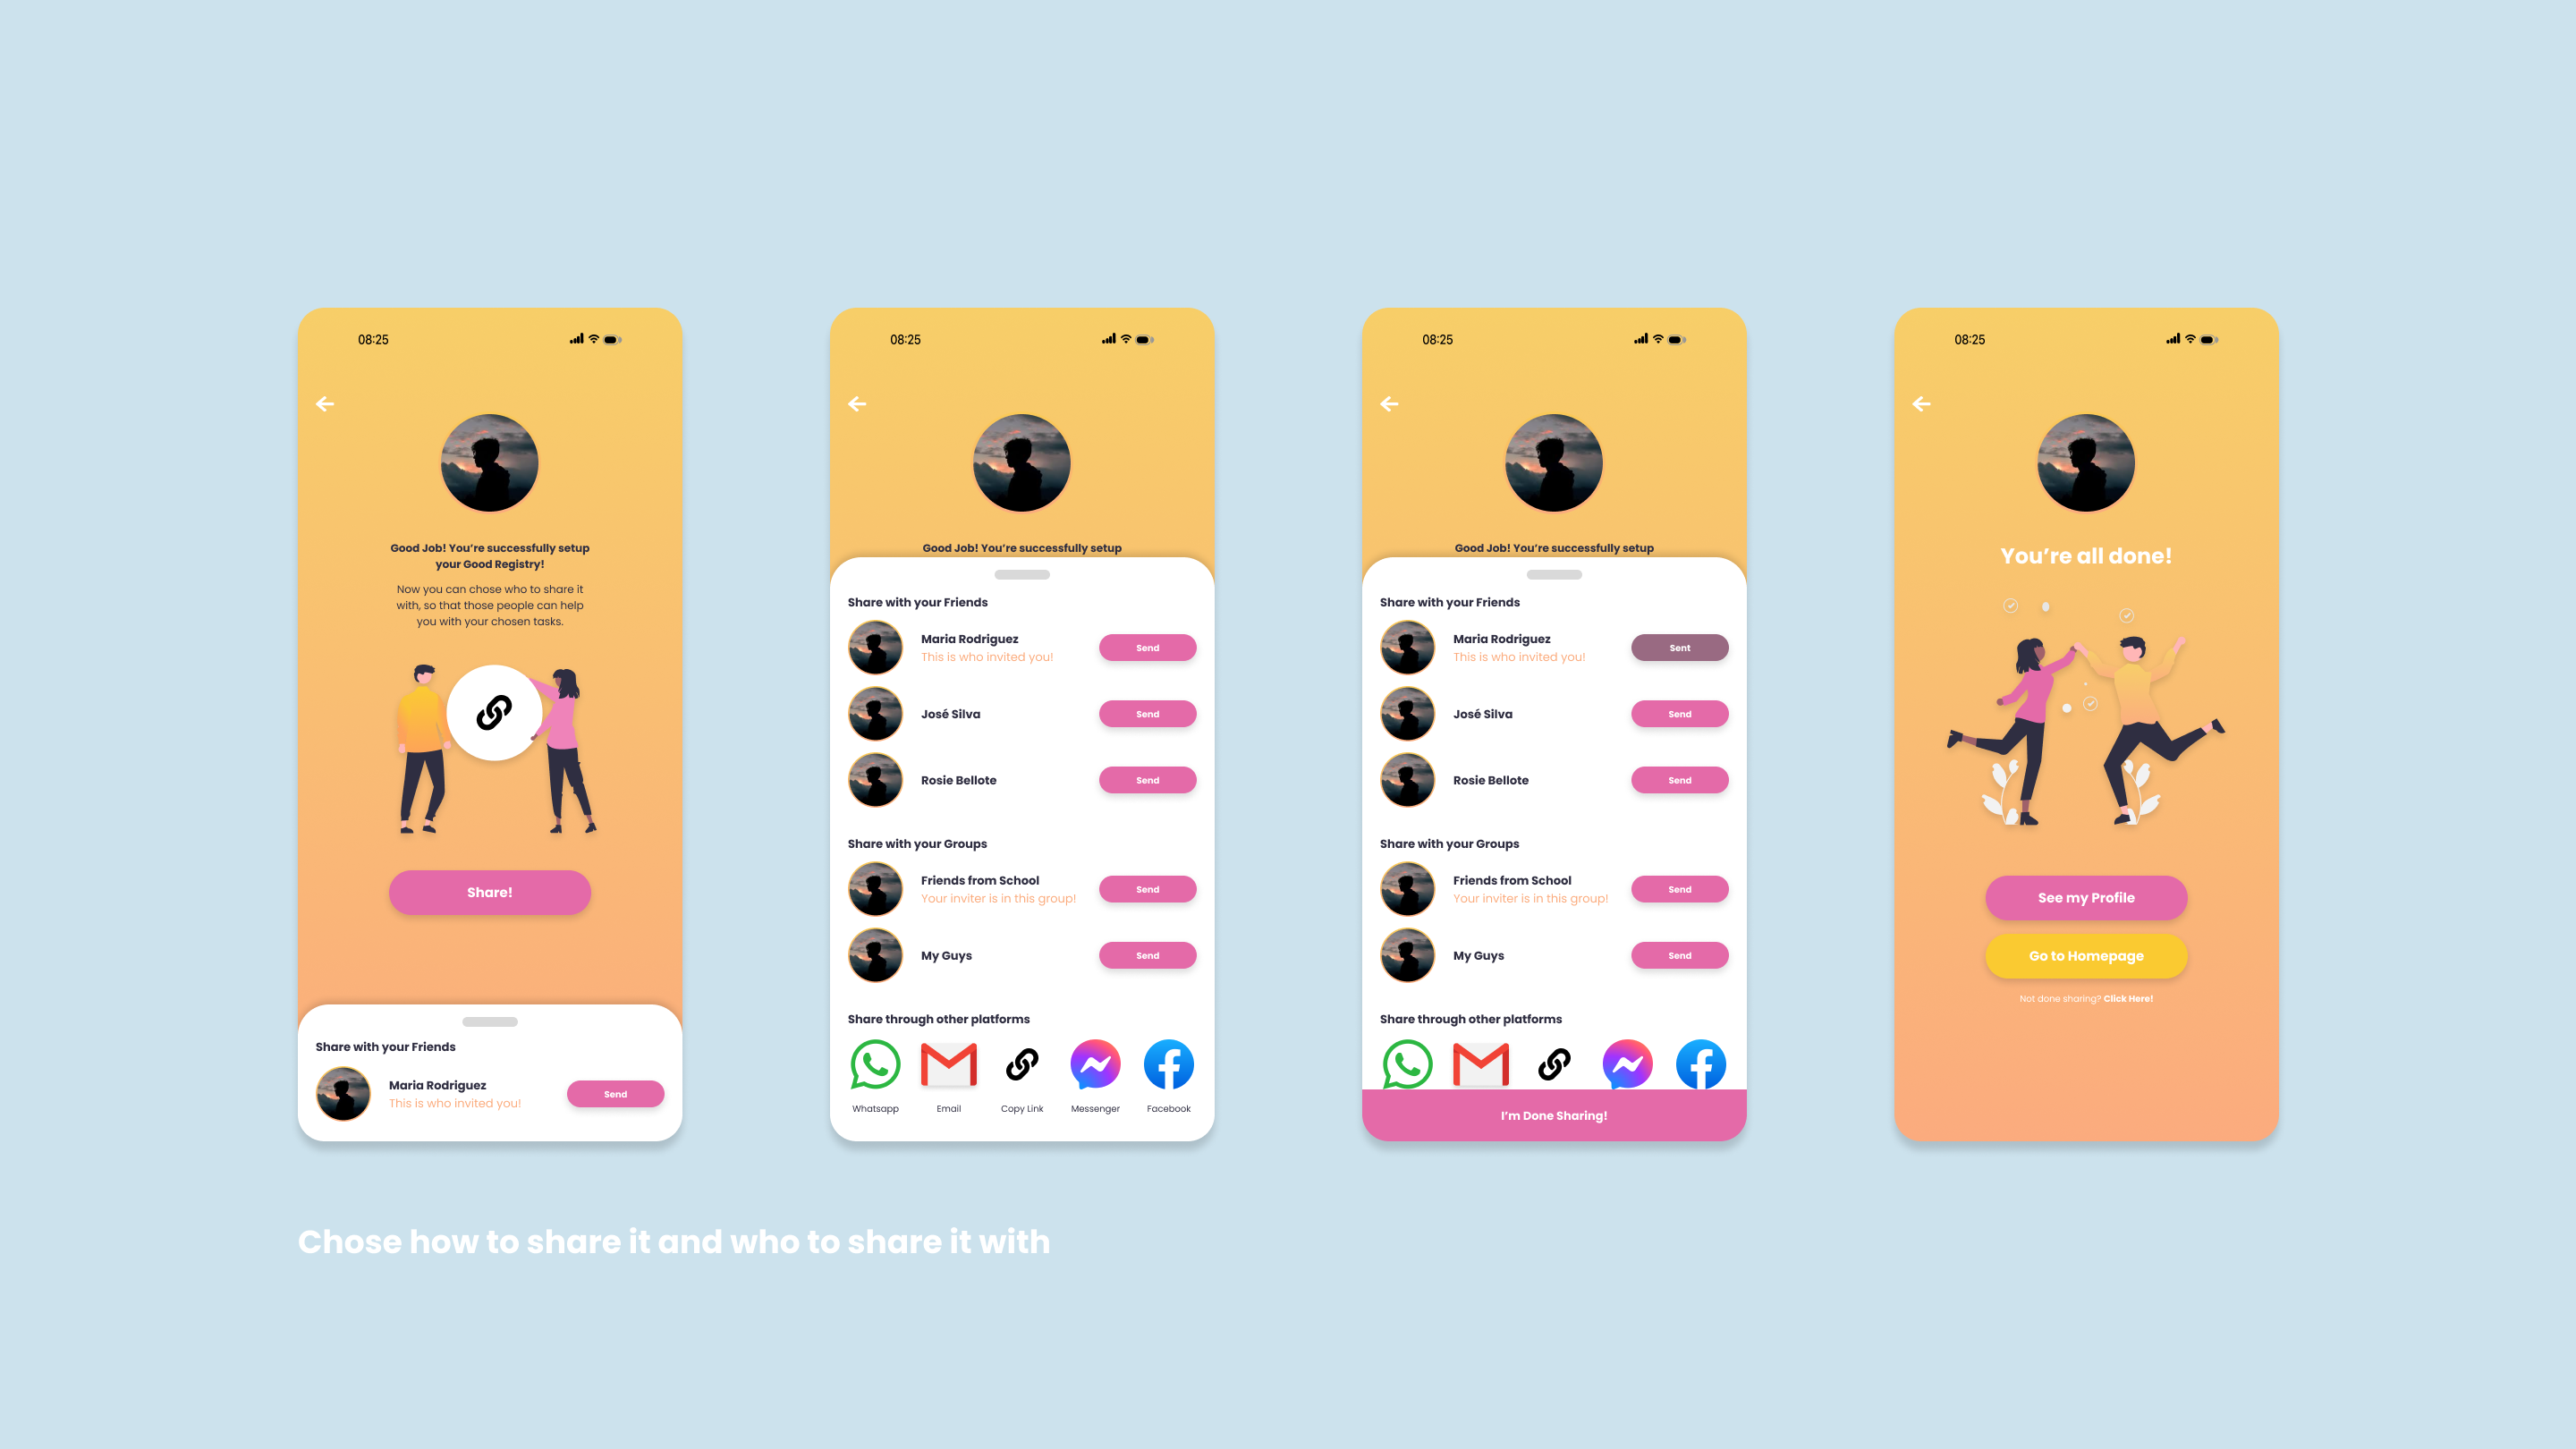 08:25
Good Job! You're successfully setup
your Good Registry!
Now you can chose who to share it
with, so that those people can help
you with your chosen tasks.
Share!
Share with your Friends
Maria Rodriguez
This is who invited you!
Send
08:25
Good Job! You're successfully setup
Share with your Friends
Maria Rodriguez
This is who invited you!
Send
José Silva
Send
Rosie Bellote
Send
Share with your Groups
Friends from School
Your inviter is in this group!
Send
My Guys
Send
Share through other platforms
Whatsapp
Email
Copy Link
Messenger
Facebook
08:25
Good Job! You're successfully setup
Share with your Friends
Maria Rodriguez
This is who invited you!
Sent
José Silva
Send
Rosie Bellote
Send
Share with your Groups
Friends from School
Your inviter is in this group!
Send
My Guys
Send
Share through other platforms
I'm Done Sharing!
08:25
You're all done!
See my Profile
Go to Homepage
Not done sharing? Click Here!
Chose how to share it and who to share it with